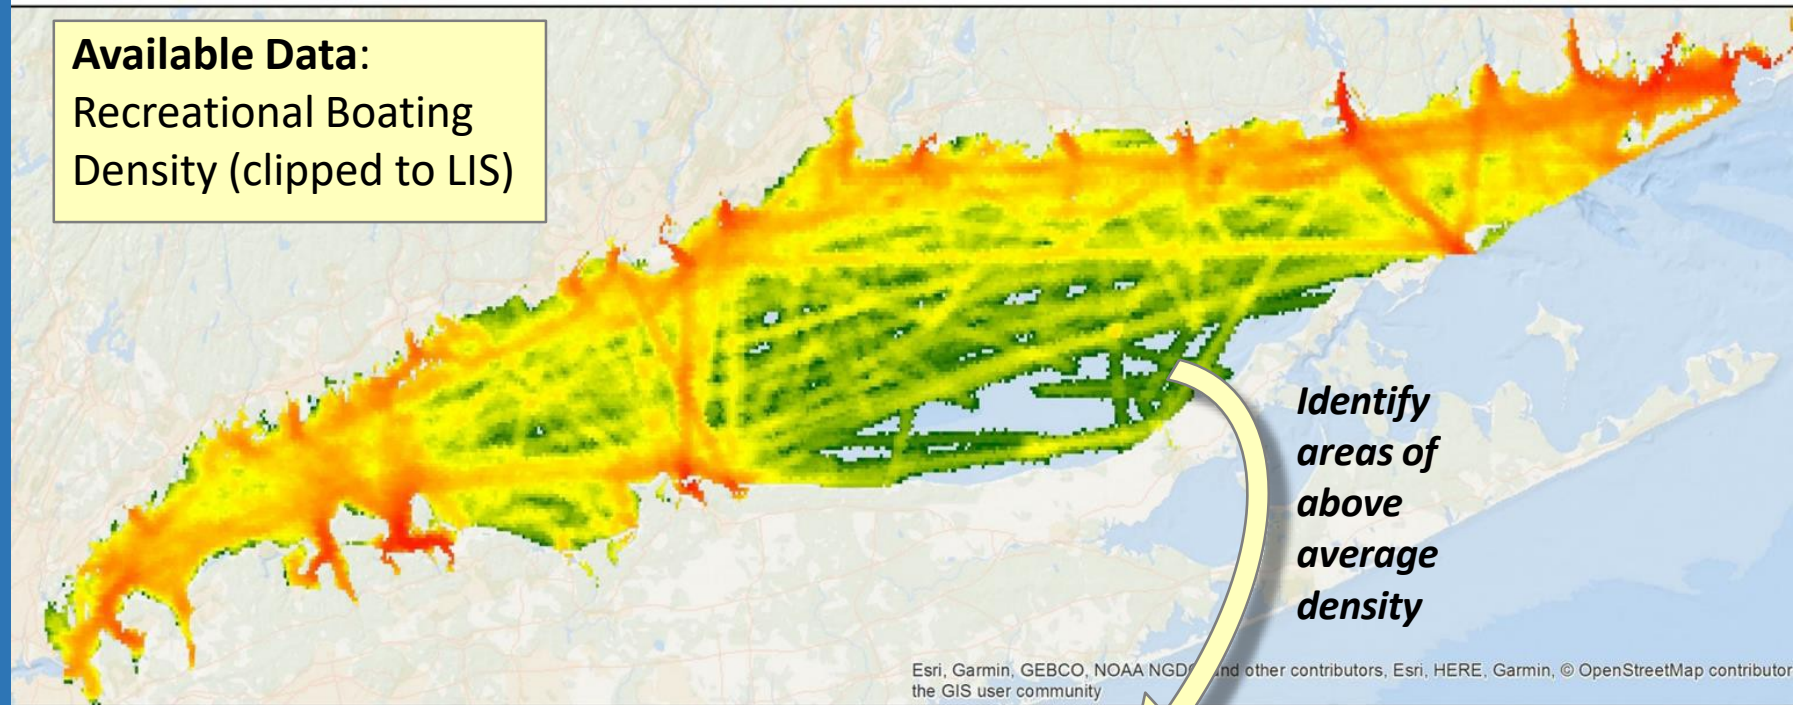 Available Data:
Recreational Boating
Density (clipped to LIS)
Identify
areas of
above
average
density
Esri, Garmin, GEBCO, NOAA NGD and other contributors, Esri, HERE, Garmin, © OpenStreetMap contributor
the GIS user community